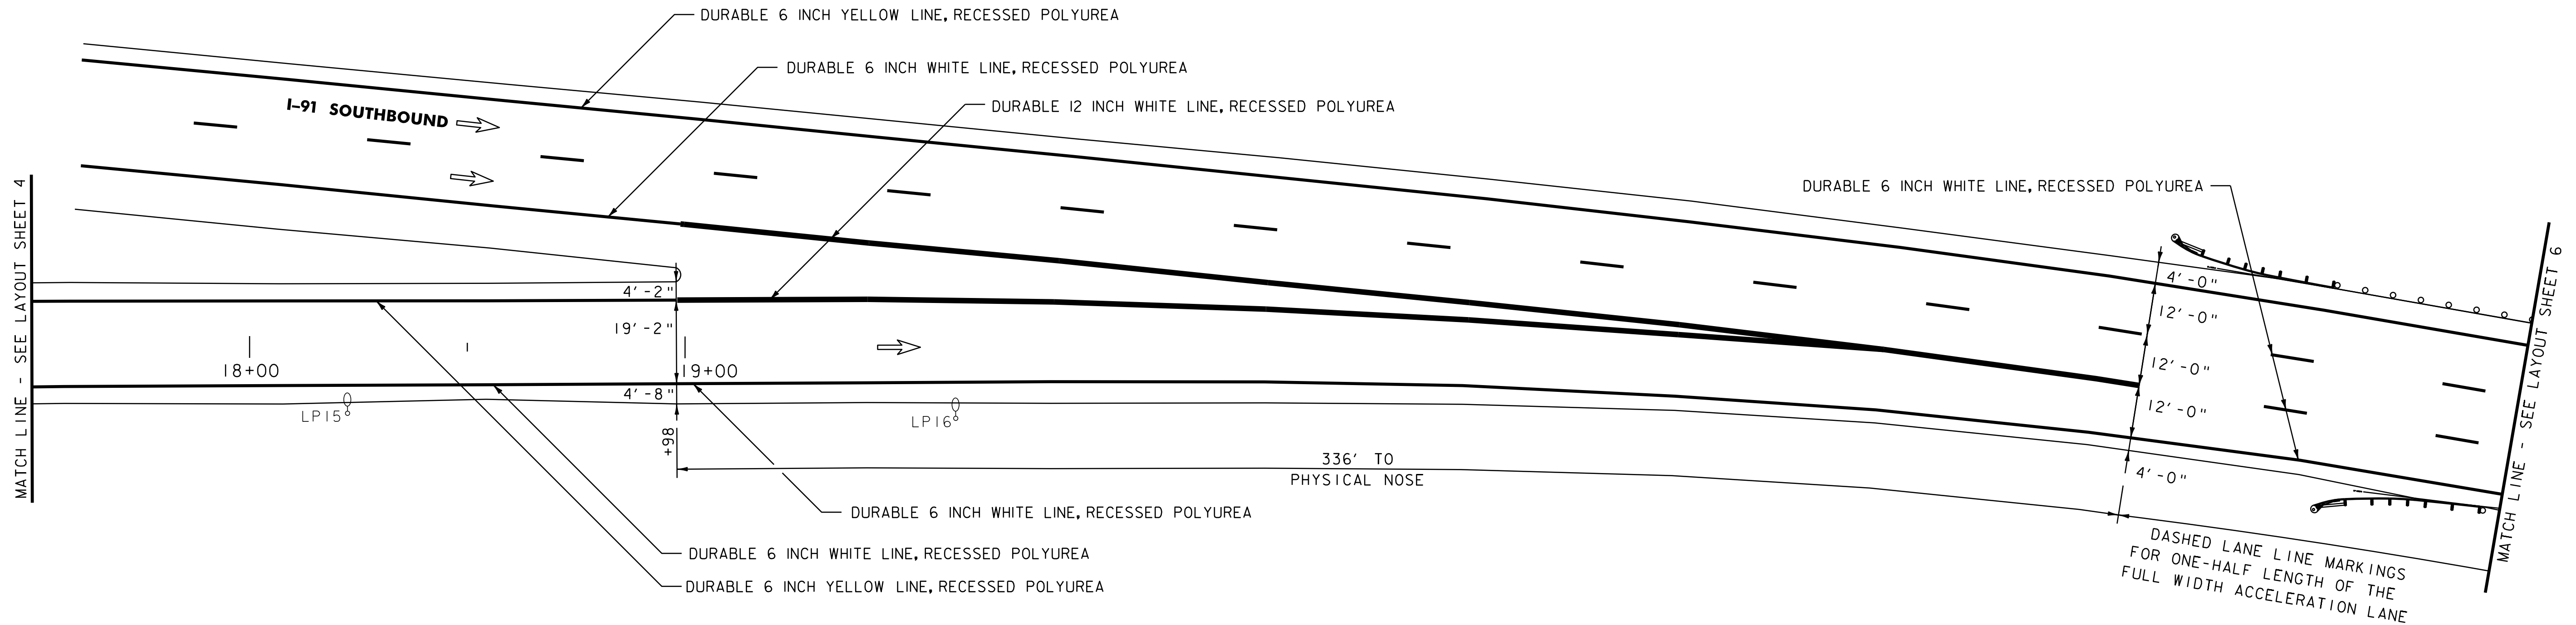 DURABLE 6 INCH YELLOW LINE, RECESSED POLYUREA
DURABLE 6 INCH WHITE LINE, RECESSED POLYUREA
DURABLE 12 INCH WHITE LINE, RECESSED POLYUREA
I-91 SOUTHBOUND
DURABLE 6 INCH WHITE LINE, RECESSED POLYUREA
MATCH LINE - SEE LAYOUT SHEET 4
MATCH LINE - SEE LAYOUT SHEET 6
4'-0"
12'-0"
12'-0"
12'-0"
4'-0"
4'-2"
19'-2"
4'-8"
18+00
19+00
LP15
LP16
+98
336' TO
PHYSICAL NOSE
DURABLE 6 INCH WHITE LINE, RECESSED POLYUREA
DURABLE 6 INCH WHITE LINE, RECESSED POLYUREA
DURABLE 6 INCH YELLOW LINE, RECESSED POLYUREA
DASHED LANE LINE MARKINGS
FOR ONE-HALF LENGTH OF THE
FULL WIDTH ACCELERATION LANE